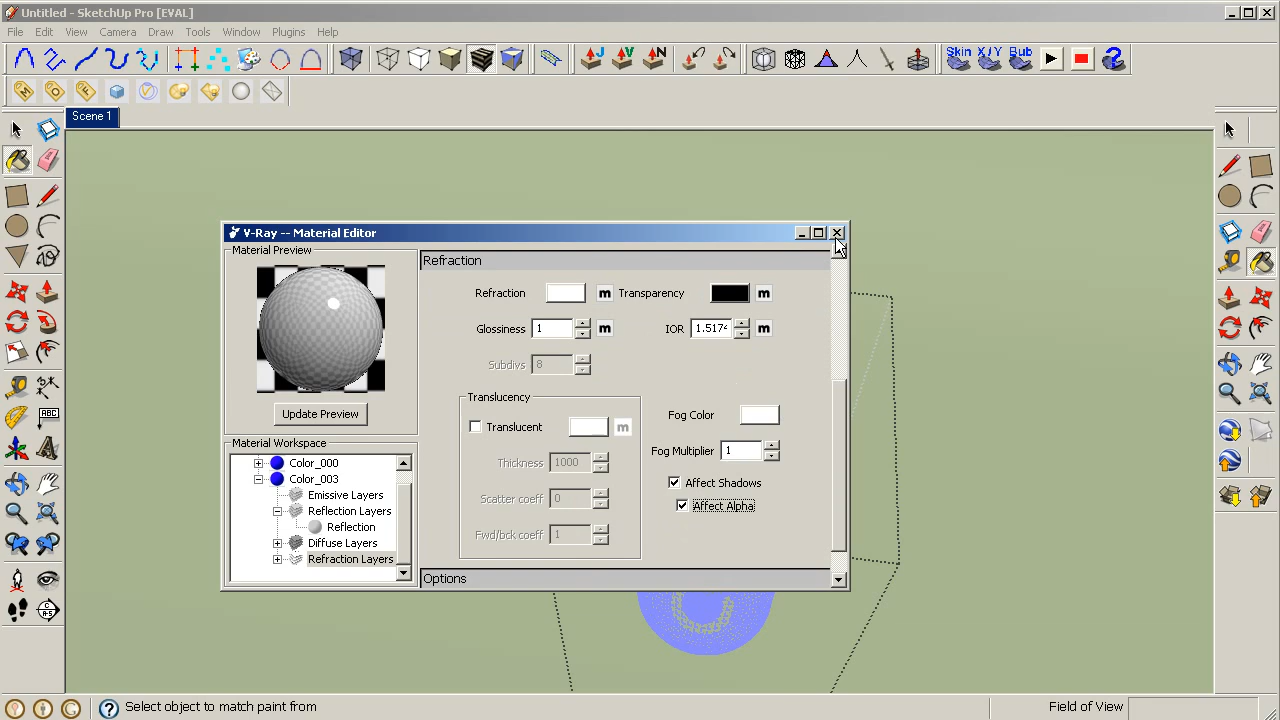 Untitled - SketchUp Pro [EVAL]
File Edit View Camera Draw Tools Window Plugins Help
J V N Skin X/Y Bub
M O F
Scene 1
V-Ray -- Material Editor
Material Preview
Refraction
Refraction m Transparency m
Glossiness 1 m IOR 1.5174 m
Subdivs 8
Update Preview
Translucency
Translucent m
Fog Color
Material Workspace
Fog Multiplier 1
Color_000
Thickness 1000
Color_003
Affect Shadows
Emissive Layers
Scatter coeff 0
Affect Alpha
Reflection Layers
Reflection
Fwd/bck coeff 1
Diffuse Layers
Refraction Layers
Options
ABC
Select object to match paint from
Field of View